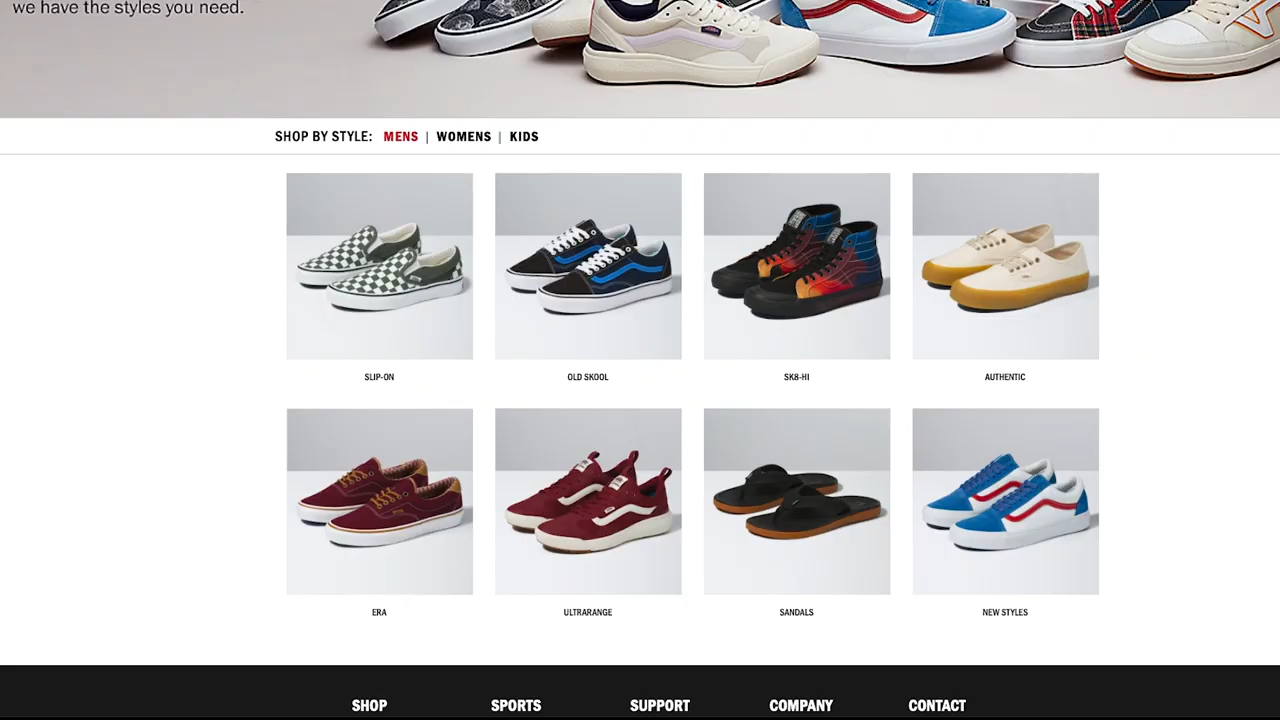 we have the styles you need.
SHOP BY STYLE: MENS | WOMENS | KIDS
SLIP-ON
OLD SKOOL
SK8-HI
AUTHENTIC
ERA
ULTRARANGE
SANDALS
NEW STYLES
SHOP
SPORTS
SUPPORT
COMPANY
CONTACT